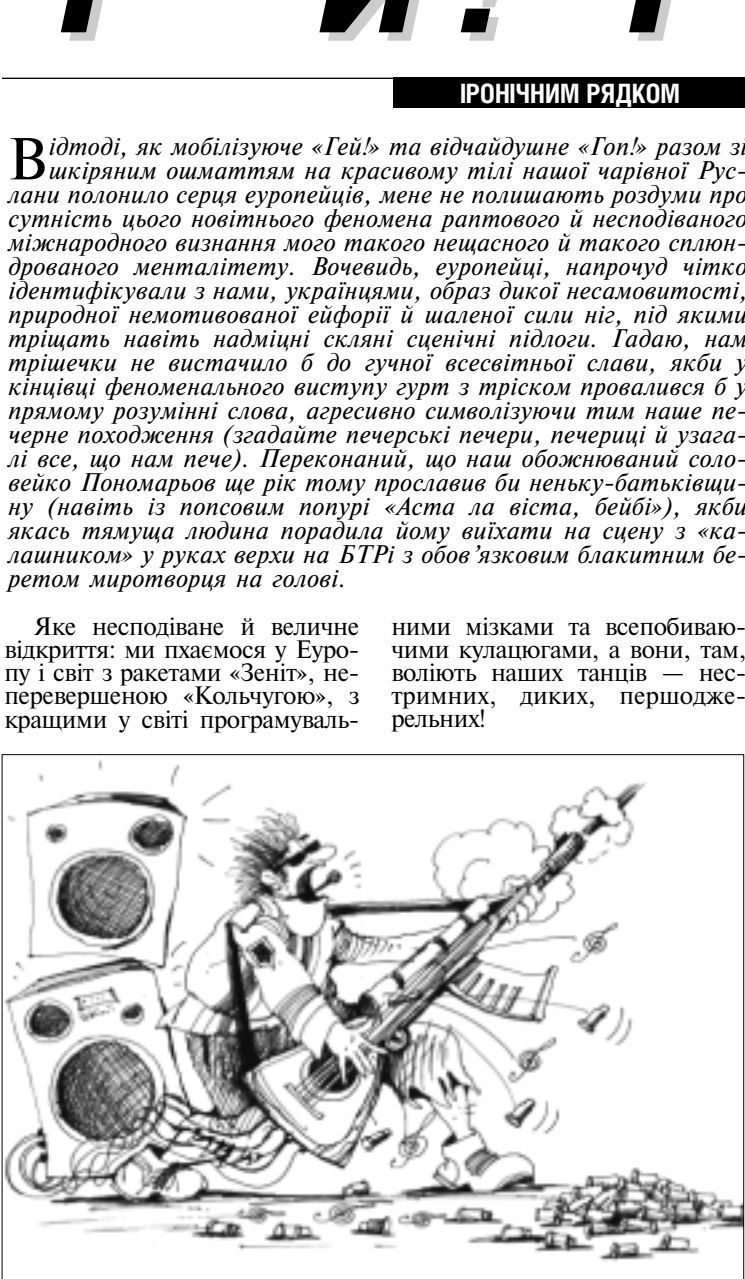 ІРОНІЧНИМ РЯДКОМ
Відтоді, як мобілізуюче «Гей!» та відчайдушне «Гоп!» разом зі
шкіряним ошматтям на красивому тілі нашої чарівної Рус-
лани полонило серця еуропейців, мене не полишають роздуми про
сутність цього новітнього феномена раптового й несподіваного
міжнародного визнання мого такого нещасного й такого сплюн-
дрованого менталітету. Вочевидь, еуропейці, напрочуд чітко
ідентифікували з нами, українцями, образ дикої несамовитості,
природної немотивованої ейфорії й шаленої сили ніг, під якими
тріщать навіть надміцні скляні сценічні підлоги. Гадаю, нам
трішечки не вистачило б до гучної всесвітньої слави, якби у
кінцівці феноменального виступу гурт з тріском провалився б у
прямому розумінні слова, агресивно символізуючи тим наше пе-
черне походження (згадайте печерські печери, печериці й узага-
лі все, що нам пече). Переконаний, що наш обожнюваний соло-
вейко Пономарьов ще рік тому прославив би неньку-батьківщи-
ну (навіть із попсовим попурі «Аста ла віста, бейбі»), якби
якась тямуща людина порадила йому виїхати на сцену з «ка-
лашником» у руках верхи на БТРі з обов’язковим блакитним бе-
ретом миротворця на голові.
Яке несподіване й величне
відкриття: ми пхаємося у Еуро-
пу і світ з ракетами «Зеніт», не-
перевершеною «Кольчугою», з
кращими у світі програмуваль-
ними мізками та всепобиваю-
чими кулацюгами, а вони, там,
воліють наших танців — нес-
тримних, диких, першодже-
рельних!